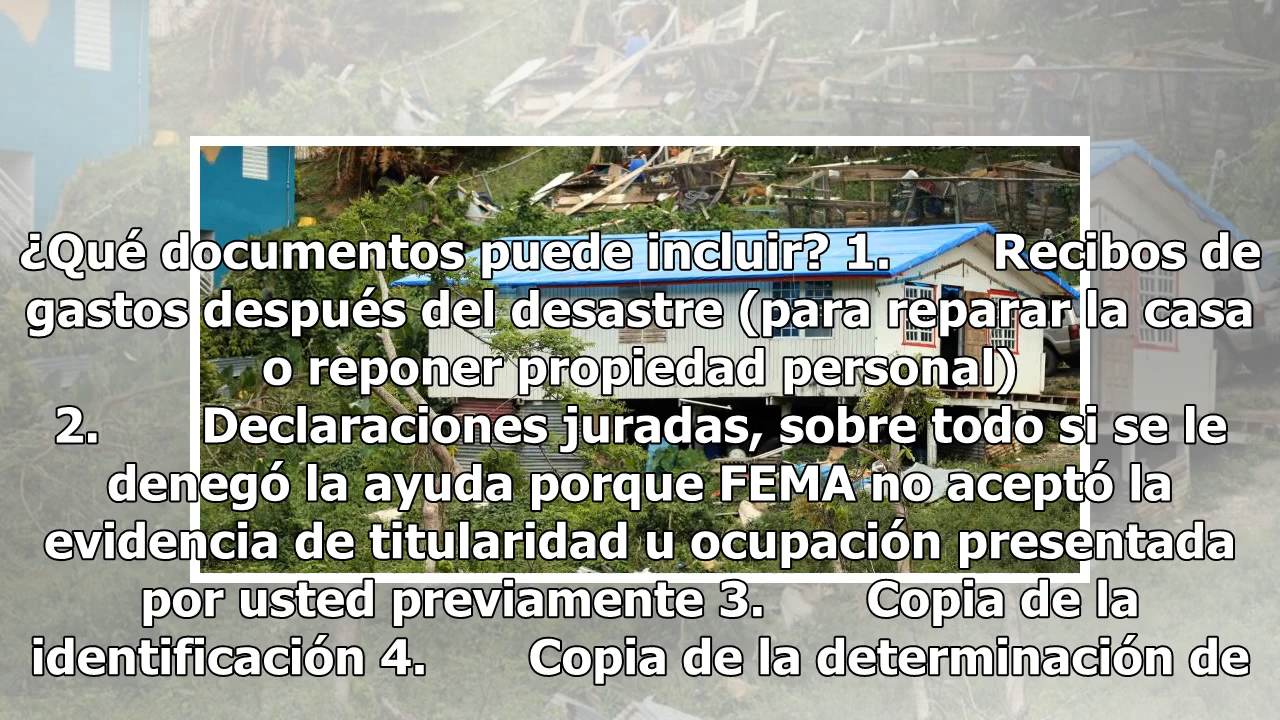 ¿Qué documentos puede incluir? 1. Recibos de
gastos después del desastre (para reparar la casa
o reponer propiedad personal)
2. Declaraciones juradas, sobre todo si se le
denegó la ayuda porque FEMA no aceptó la
evidencia de titularidad u ocupación presentada
por usted previamente 3. Copia de la
identificación 4. Copia de la determinación de